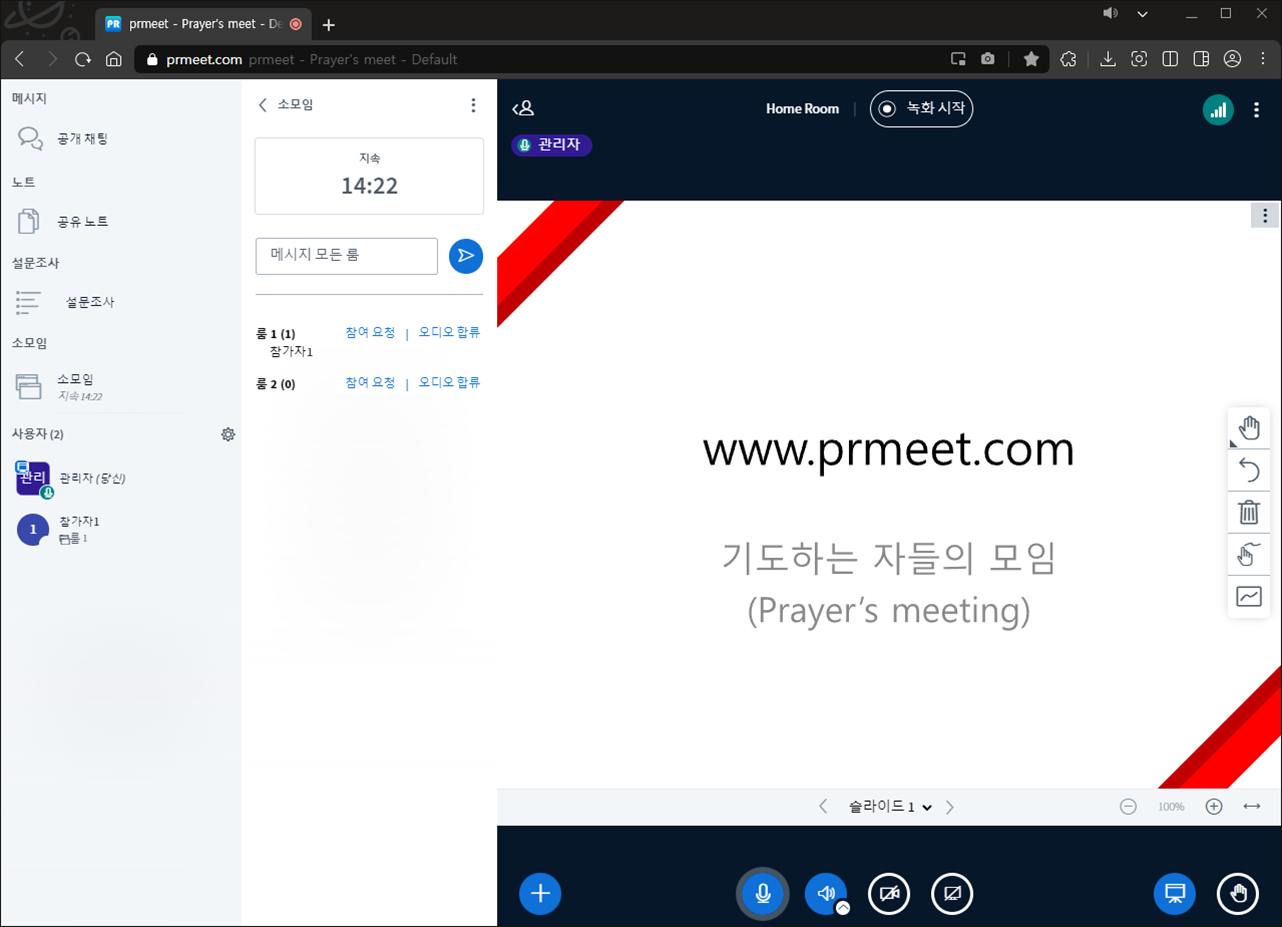 PR prmeet - Prayer's meet - De
prmeet.com prmeet - Prayer's meet - Default
메시지
공개 채팅
노트
공유 노트
설문조사
설문조사
소모임
소모임
지속 14:22
사용자 (2)
관리
관리자 (당신)
1
참가자1
룸 1
소모임
지속
14:22
메시지 모든 룸
룸 1 (1) 참여 요청 | 오디오 합류
참가자1
룸 2 (0) 참여 요청 | 오디오 합류
Home Room | 녹화 시작
관리자
www.prmeet.com
기도하는 자들의 모임
(Prayer's meeting)
슬라이드 1
100%